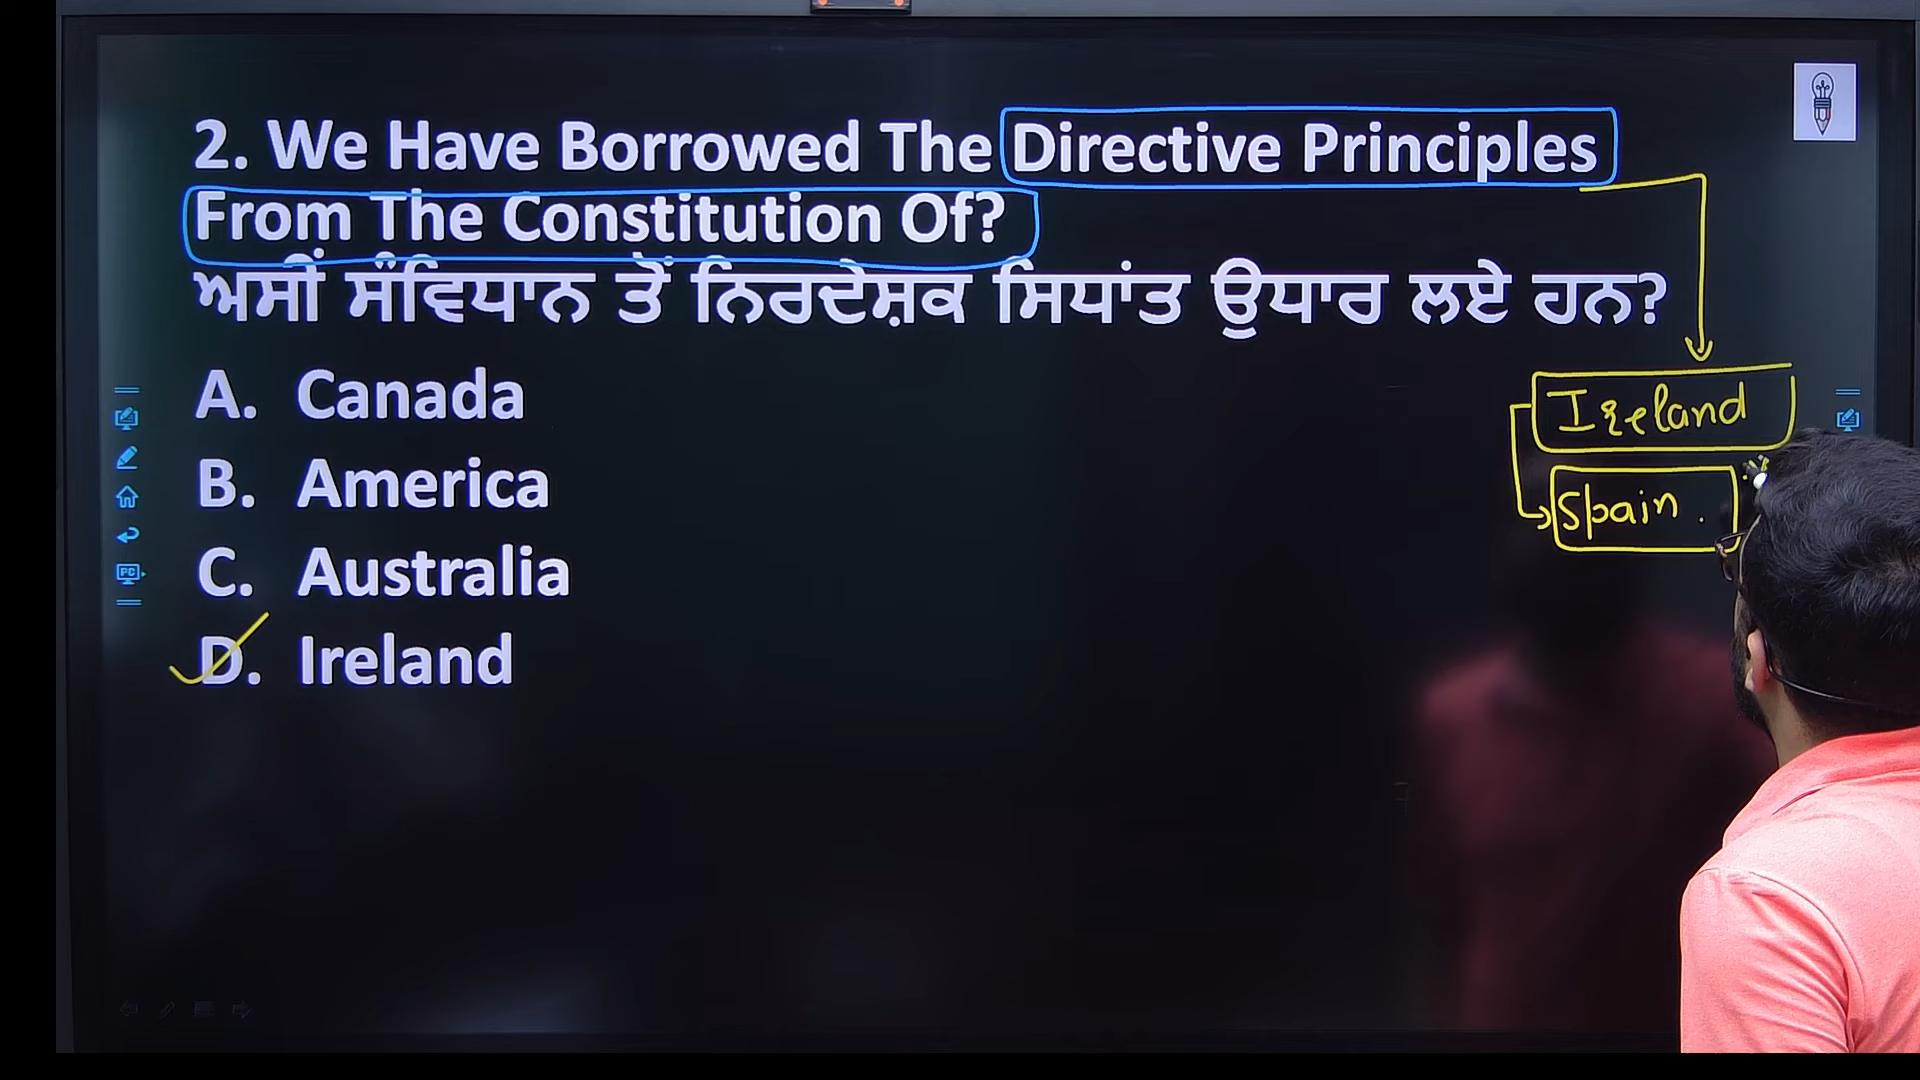 2. We Have Borrowed The Directive Principles
From The Constitution Of?
ਅਸੀਂ ਸੰਵਿਧਾਨ ਤੋਂ ਨਿਰਦੇਸ਼ਕ ਸਿਧਾਂਤ ਉਧਾਰ ਲਏ ਹਨ?
A. Canada
B. America
C. Australia
D. Ireland
Ireland
Spain.
PC